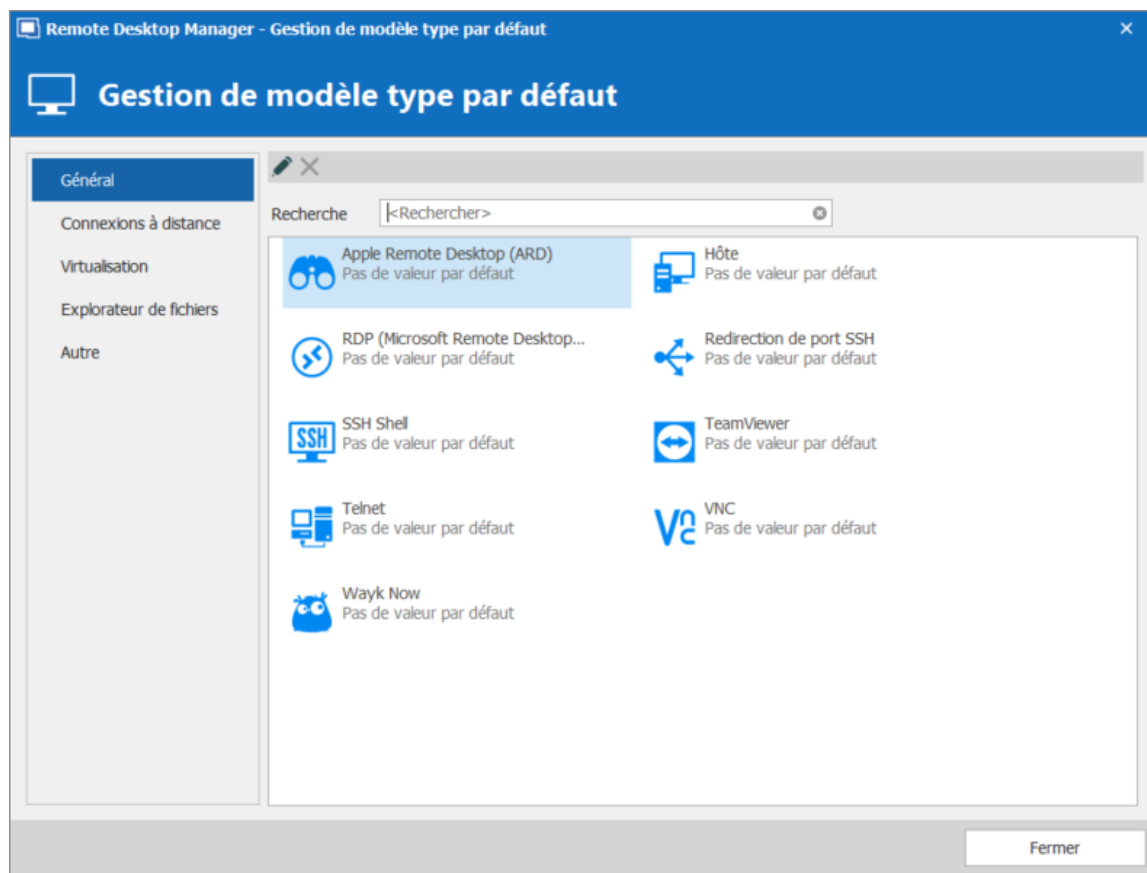 Remote Desktop Manager - Gestion de modèle type par défaut
Gestion de modèle type par défaut
Général
Connexions à distance
Virtualisation
Explorateur de fichiers
Autre
Recherche
<Rechercher>
Apple Remote Desktop (ARD)
Pas de valeur par défaut
Hôte
Pas de valeur par défaut
RDP (Microsoft Remote Desktop...
Pas de valeur par défaut
Redirection de port SSH
Pas de valeur par défaut
SSH
SSH Shell
Pas de valeur par défaut
TeamViewer
Pas de valeur par défaut
Telnet
Pas de valeur par défaut
Vnc
VNC
Pas de valeur par défaut
Wayk Now
Pas de valeur par défaut
Fermer